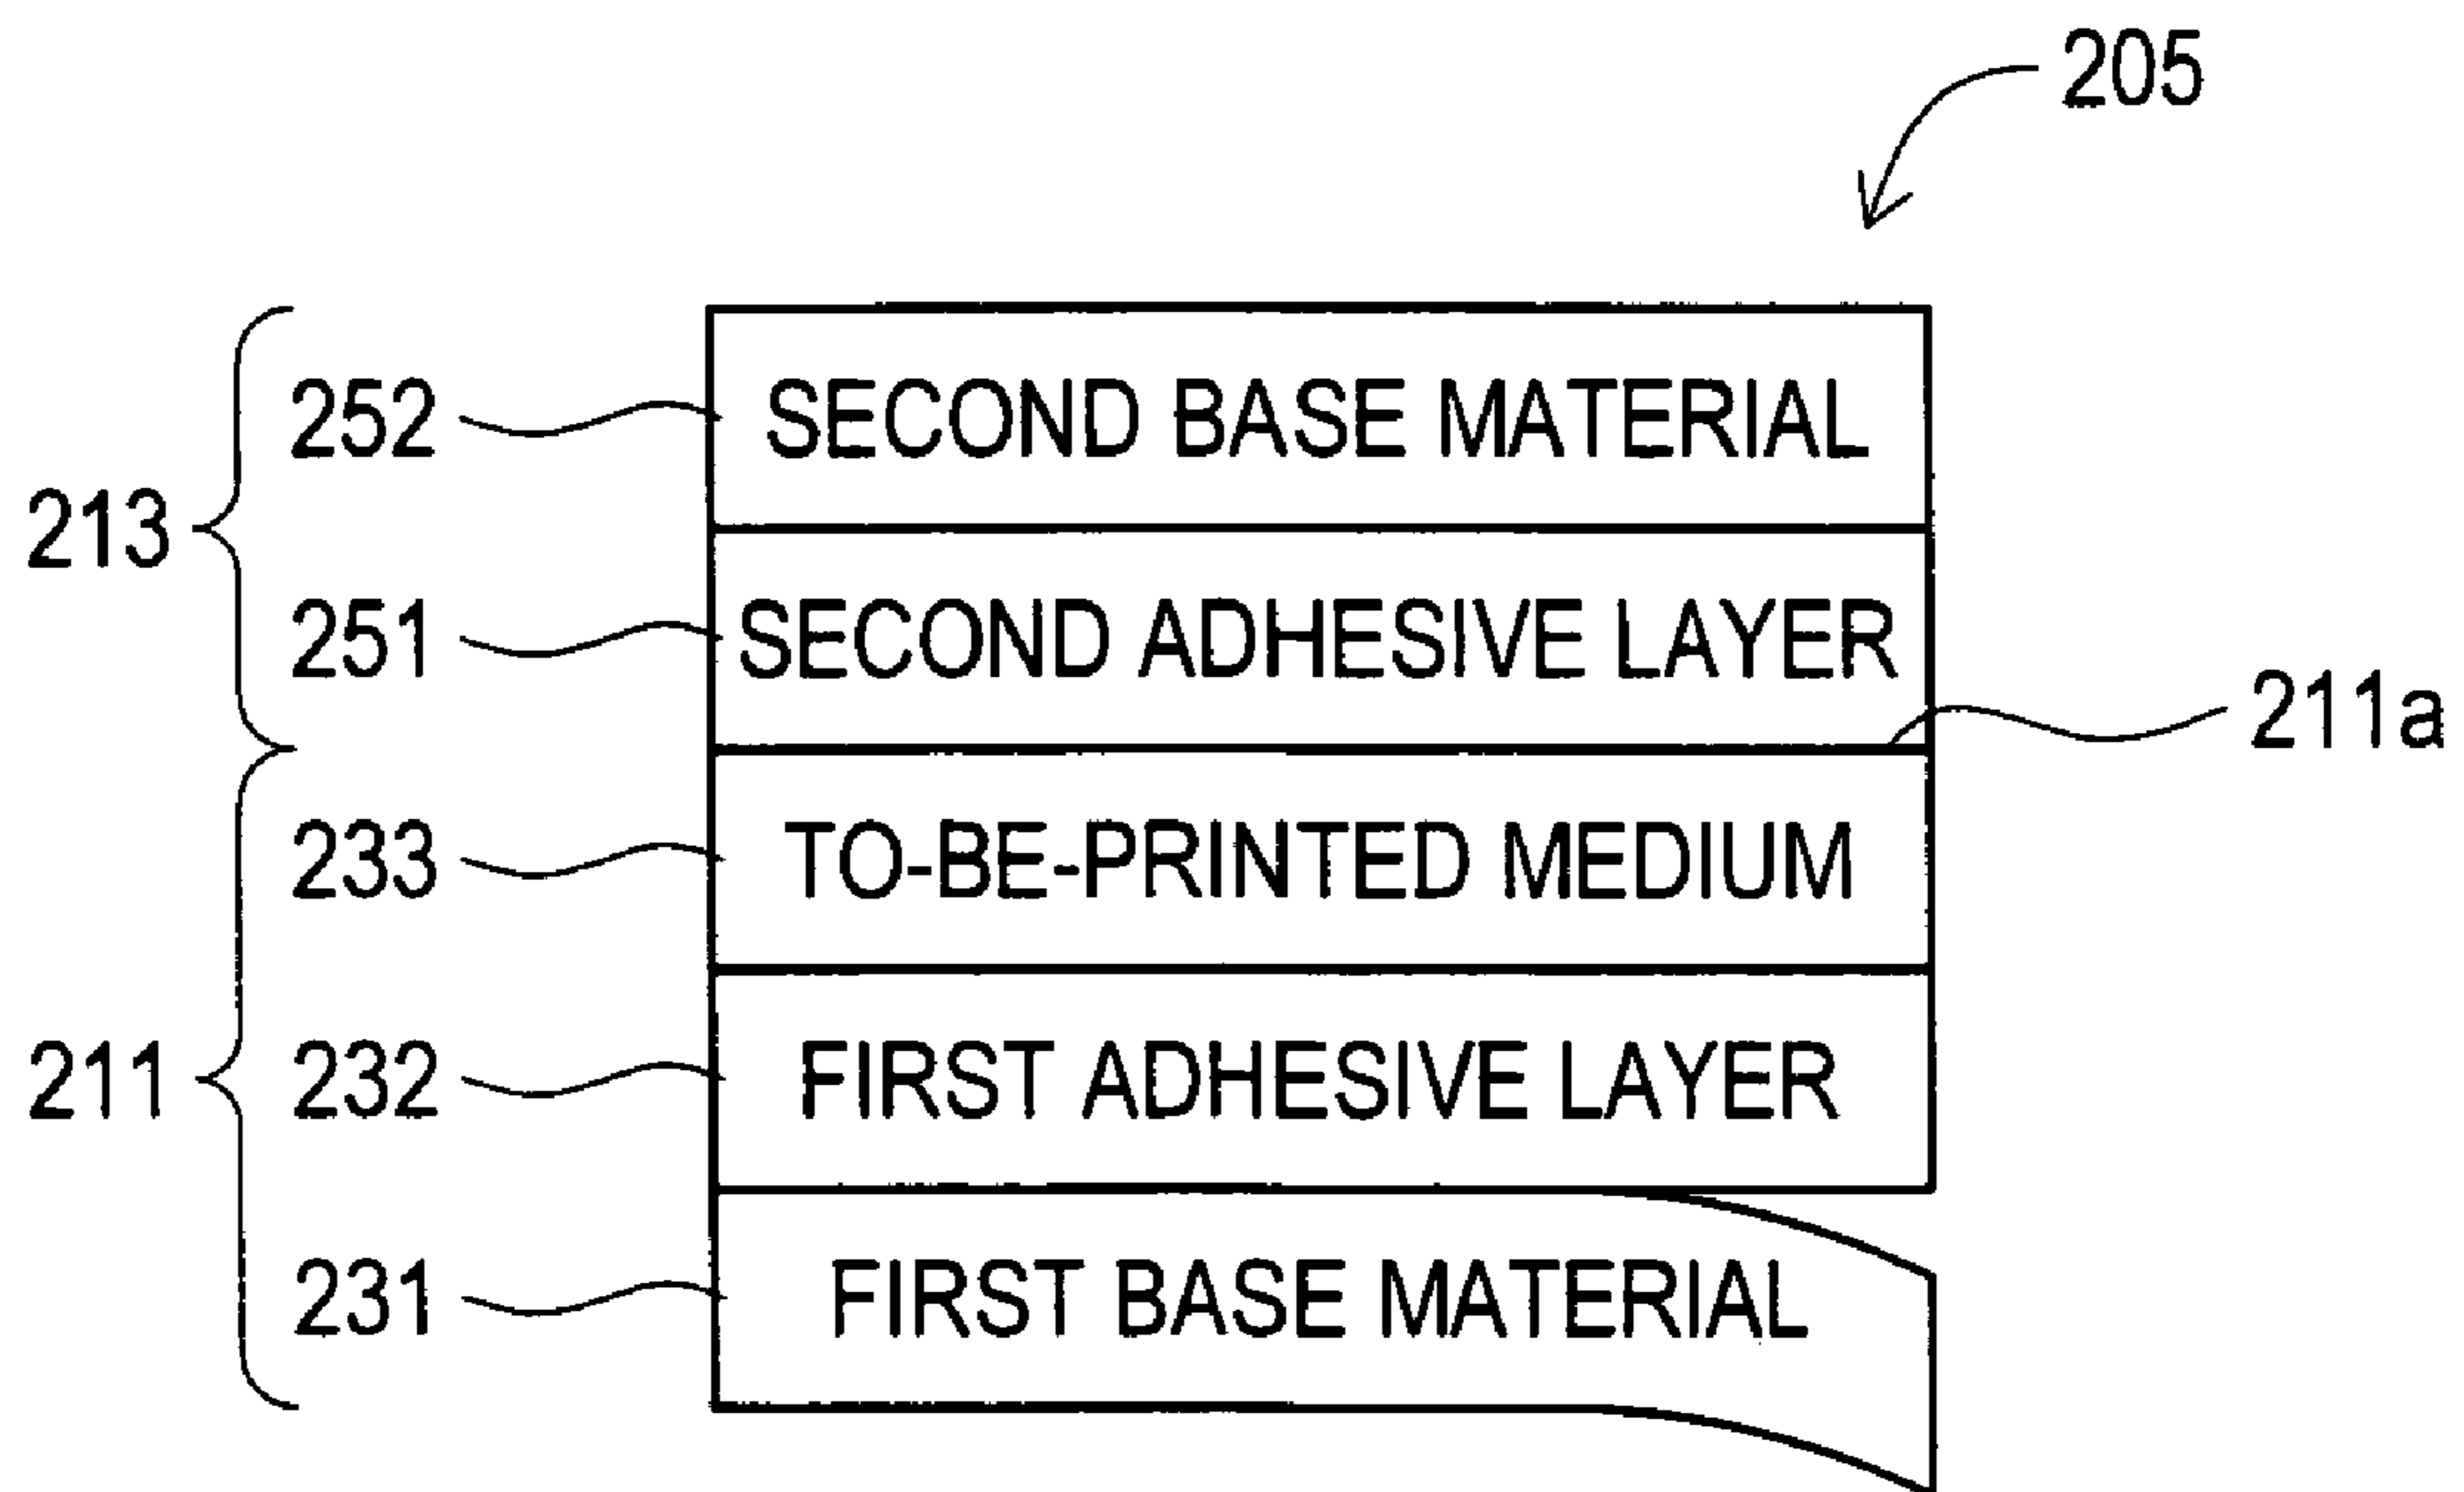 205
252 SECOND BASE MATERIAL
213
251 SECOND ADHESIVE LAYER
211a
233 TO-BE-PRINTED MEDIUM
211 232 FIRST ADHESIVE LAYER
231 FIRST BASE MATERIAL